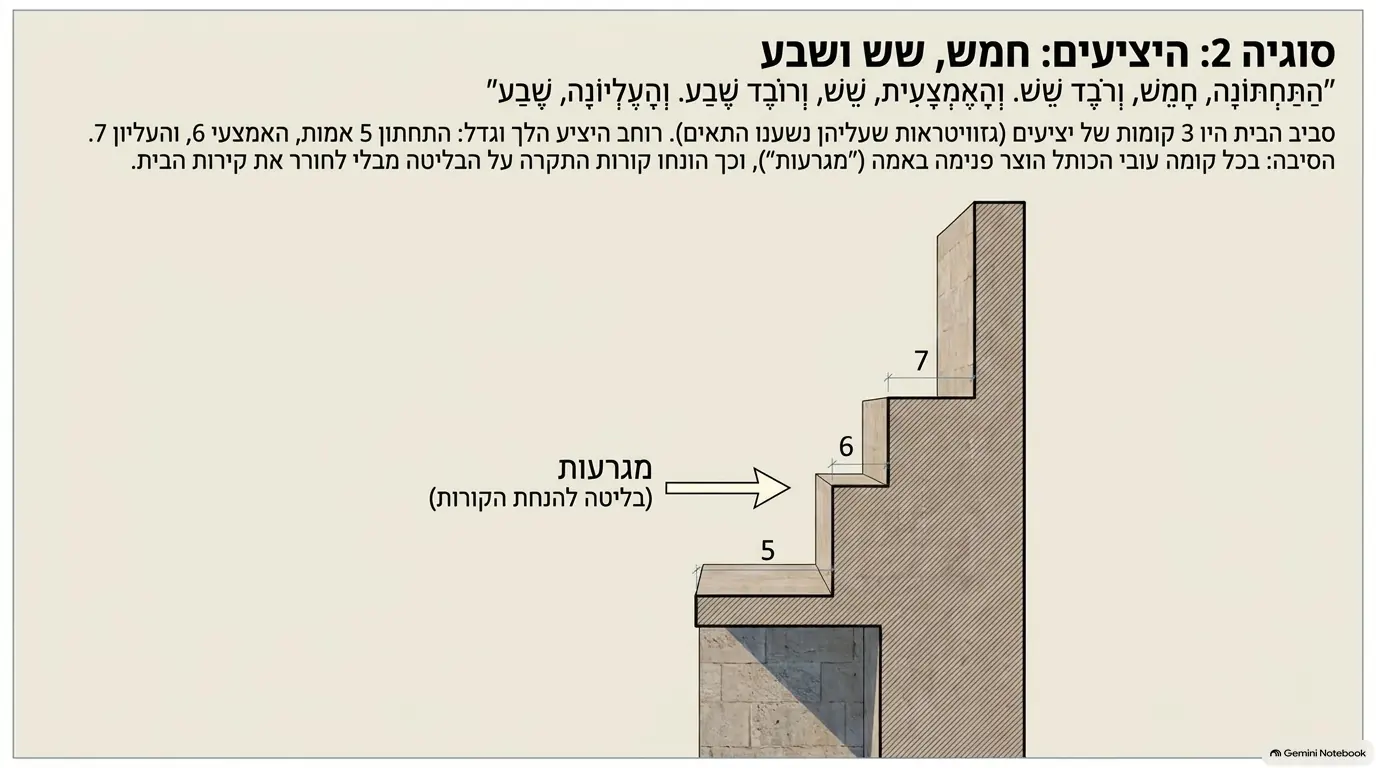 סוגיה 2: היציעים: חמש, שש ושבע
"הַתַּחְתּוֹנָה, חָמֵשׁ, וְרֹבֶד שֵׁשׁ. וְהָאֶמְצָעִית, שֵׁשׁ, וְרוֹבֶד שֶׁבַע. וְהָעֶלְיוֹנָה, שֶׁבַע"
סביב הבית היו 3 קומות של יציעים (גזוויטראות שעליהן נשענו התאים). רוחב היציע הלך וגדל: התחתון 5 אמות, האמצעי 6, והעליון 7.
הסיבה: בכל קומה עובי הכותל הוצר פנימה באמה ("מגרעות"), וכך הונחו קורות התקרה על הבליטה מבלי לחורר את קירות הבית.
7
6
מגרעות
(בליטה להנחת הקורות)
5
Gemini Notebook